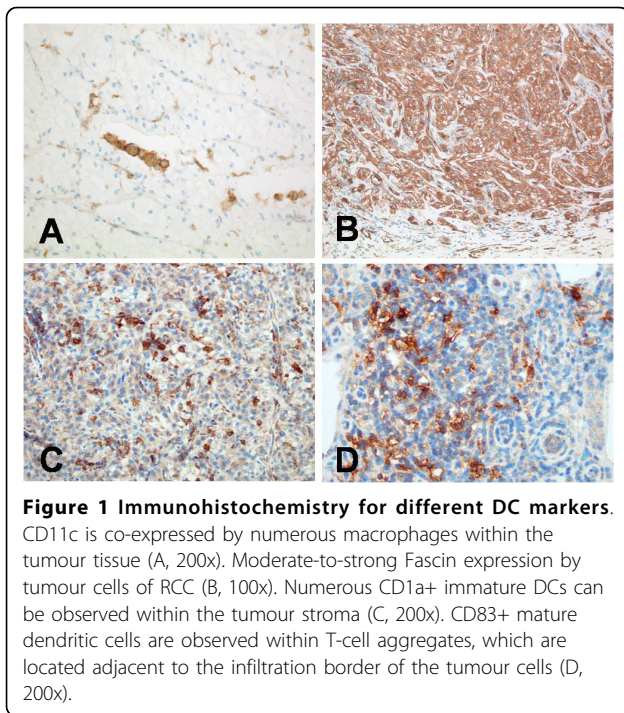 A
B
C
D
Figure 1 Immunohistochemistry for different DC markers.
CD11c is co-expressed by numerous macrophages within the
tumour tissue (A, 200x). Moderate-to-strong Fascin expression by
tumour cells of RCC (B, 100x). Numerous CD1a+ immature DCs can
be observed within the tumour stroma (C, 200x). CD83+ mature
dendritic cells are observed within T-cell aggregates, which are
located adjacent to the infiltration border of the tumour cells (D,
200x).